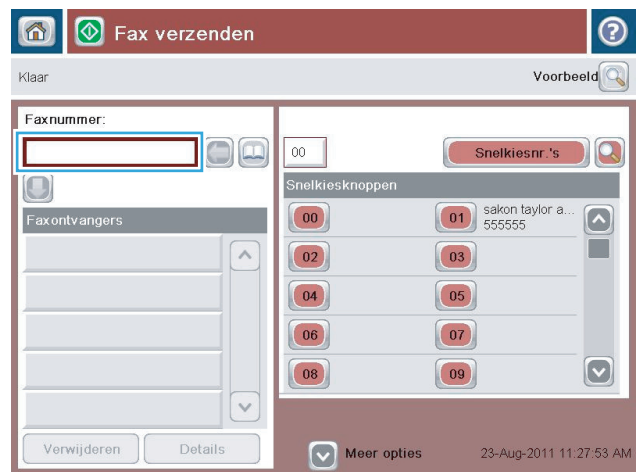 Fax verzenden
Klaar
Voorbeeld
Faxnummer:
00
Snelkiesnr.'s
Snelkiesknoppen
Faxontvangers
00
01
sakon taylor a...
555555
02
03
04
05
06
07
08
09
Verwijderen
Details
Meer opties
23-Aug-2011 11:27:53 AM